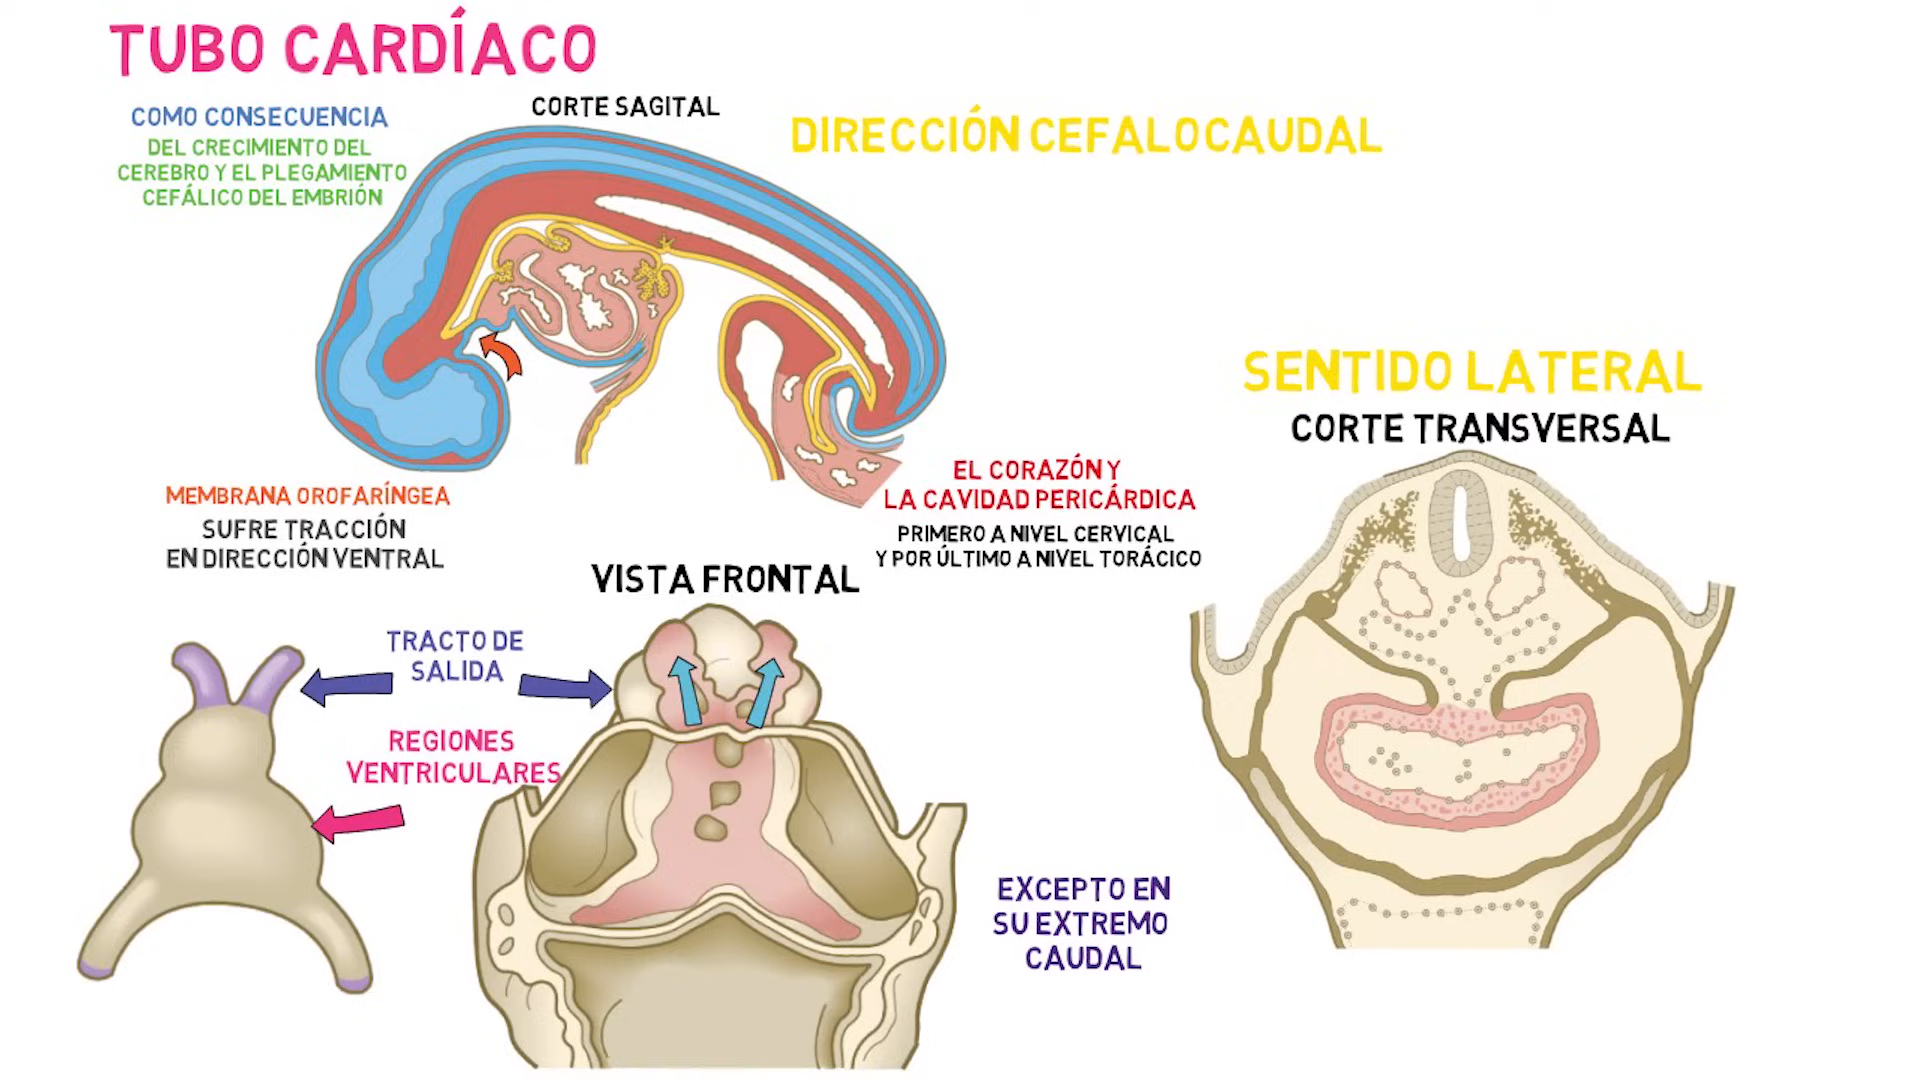 TUBO CARDÍACO
COMO CONSECUENCIA
DEL CRECIMIENTO DEL
CEREBRO Y EL PLEGAMIENTO
CEFÁLICO DEL EMBRIÓN
CORTE SAGITAL
DIRECCIÓN CEFALOCAUDAL
SENTIDO LATERAL
CORTE TRANSVERSAL
MEMBRANA OROFARÍNGEA
SUFRE TRACCIÓN
EN DIRECCIÓN VENTRAL
EL CORAZÓN Y
LA CAVIDAD PERICÁRDICA
PRIMERO A NIVEL CERVICAL
Y POR ÚLTIMO A NIVEL TORÁCICO
VISTA FRONTAL
TRACTO DE
SALIDA
REGIONES
VENTRICULARES
EXCEPTO EN
SU EXTREMO
CAUDAL